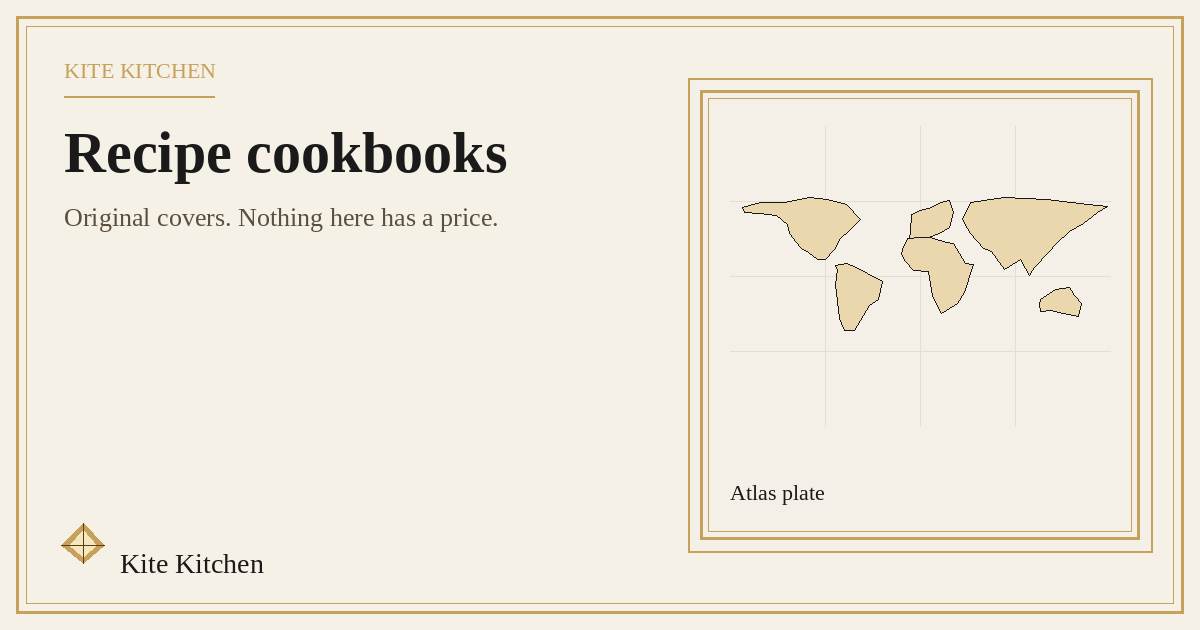 KITE KITCHEN
Recipe cookbooks
Original covers. Nothing here has a price.
Atlas plate
Kite Kitchen